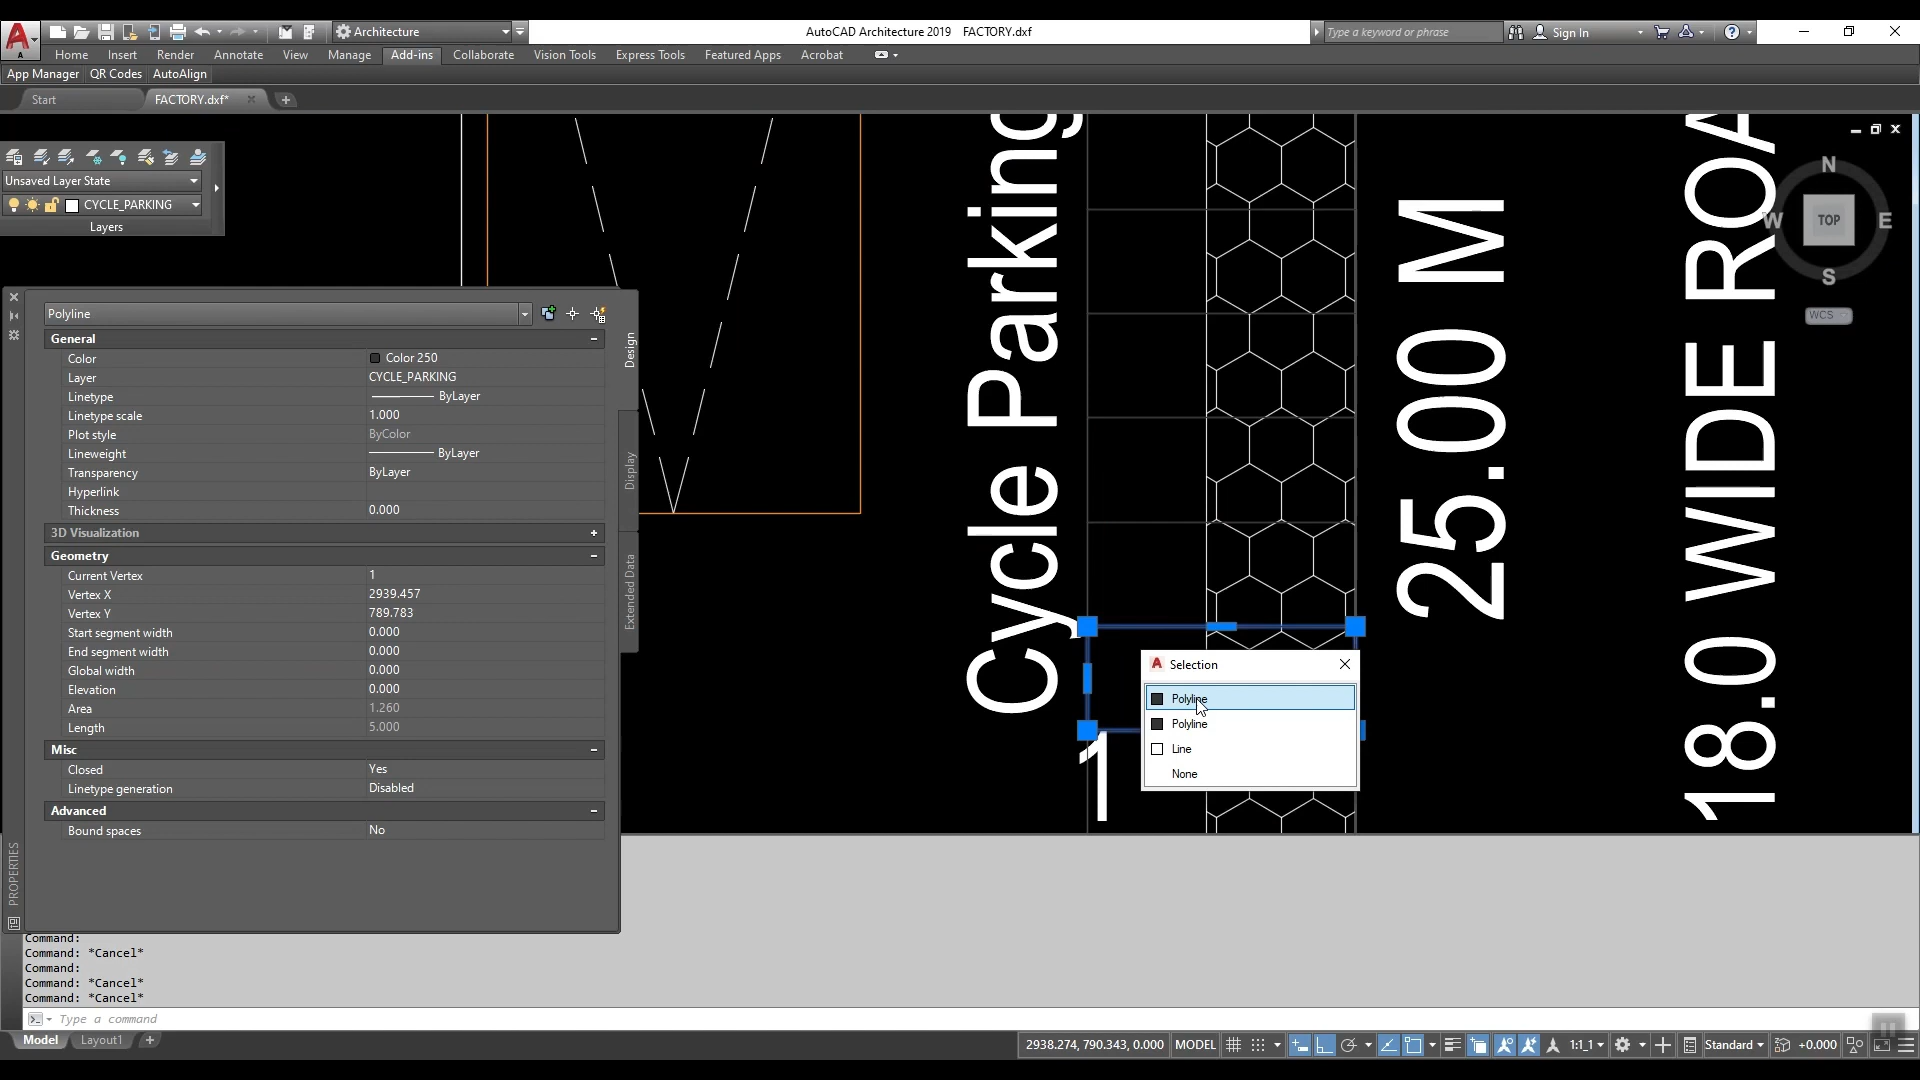 Architecture
AutoCAD Architecture 2019 FACTORY.dxf
Type a keyword or phrase
Sign In
Home Insert Render Annotate View Manage Add-ins Collaborate Vision Tools Express Tools Featured Apps Acrobat
App Manager QR Codes AutoAlign
Start FACTORY.dxf*
Unsaved Layer State
CYCLE_PARKING
Layers
N
W TOP E
S
WCS
Polyline
General
Color Color 250
Layer CYCLE_PARKING
Linetype ByLayer
Linetype scale 1.000
Plot style ByColor
Lineweight ByLayer
Transparency ByLayer
Hyperlink
Thickness 0.000
3D Visualization
Geometry
Current Vertex 1
Vertex X 2939.457
Vertex Y 789.783
Start segment width 0.000
End segment width 0.000
Global width 0.000
Elevation 0.000
Area 1.260
Length 5.000
Misc
Closed Yes
Linetype generation Disabled
Advanced
Bound spaces No
Design
Display
Extended Data
PROPERTIES
Cycle Parking
1
25.00 M
18.0 WIDE ROA
Selection
Polyline
Polyline
Line
None
Command:
Command: *Cancel*
Command:
Command: *Cancel*
Command: *Cancel*
Type a command
Model Layout1
2938.274, 790.343, 0.000 MODEL 1:1_1 Standard +0.000